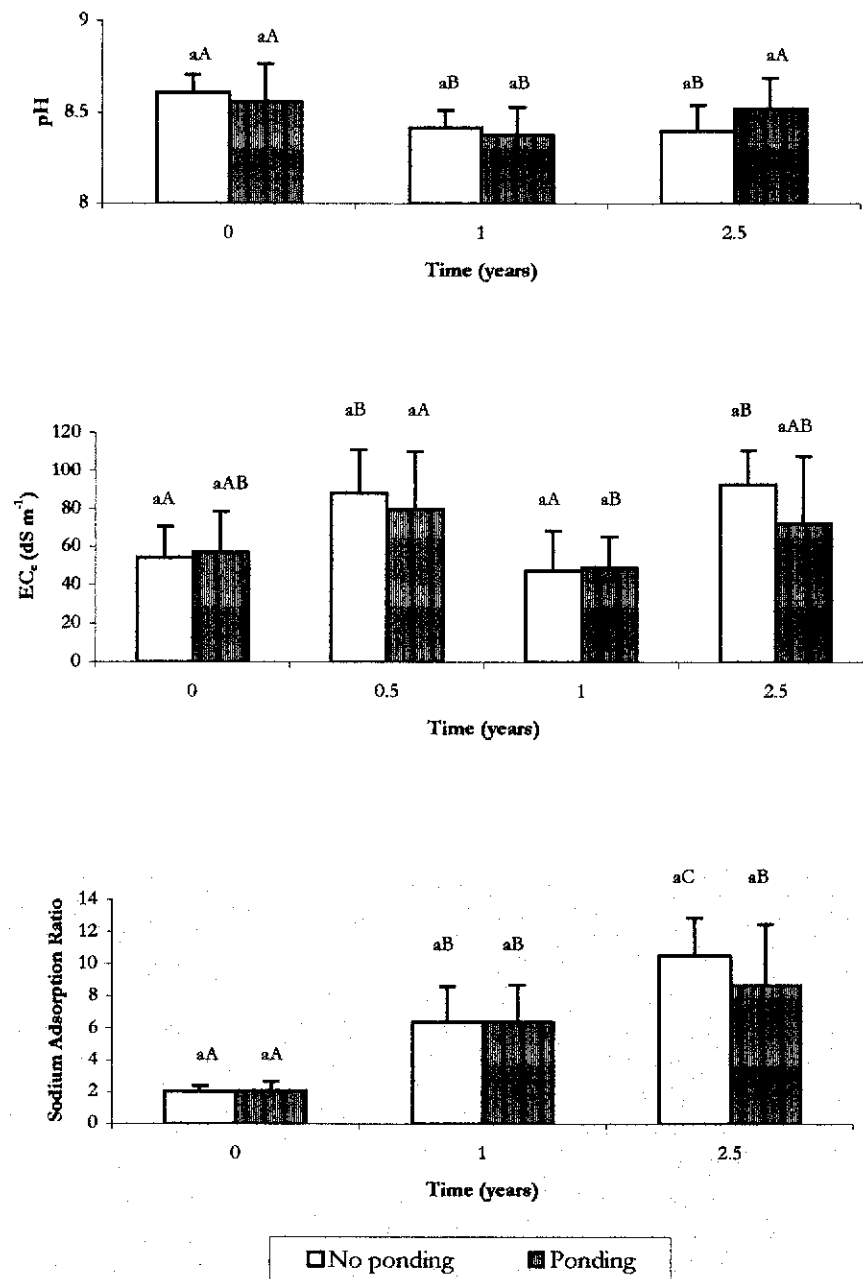 9
8.5
8
pH
aA aA aB aB aB aA
0 1 2.5
Time (years)
120
100
80
60
40
20
0
ECe (dS m-1)
aA aAB aB aA aA aB aB aAB
0 0.5 1 2.5
Time (years)
14
12
10
8
6
4
2
0
Sodium Adsorption Ratio
aA aA aB aB aC aB
0 1 2.5
Time (years)
No ponding Ponding